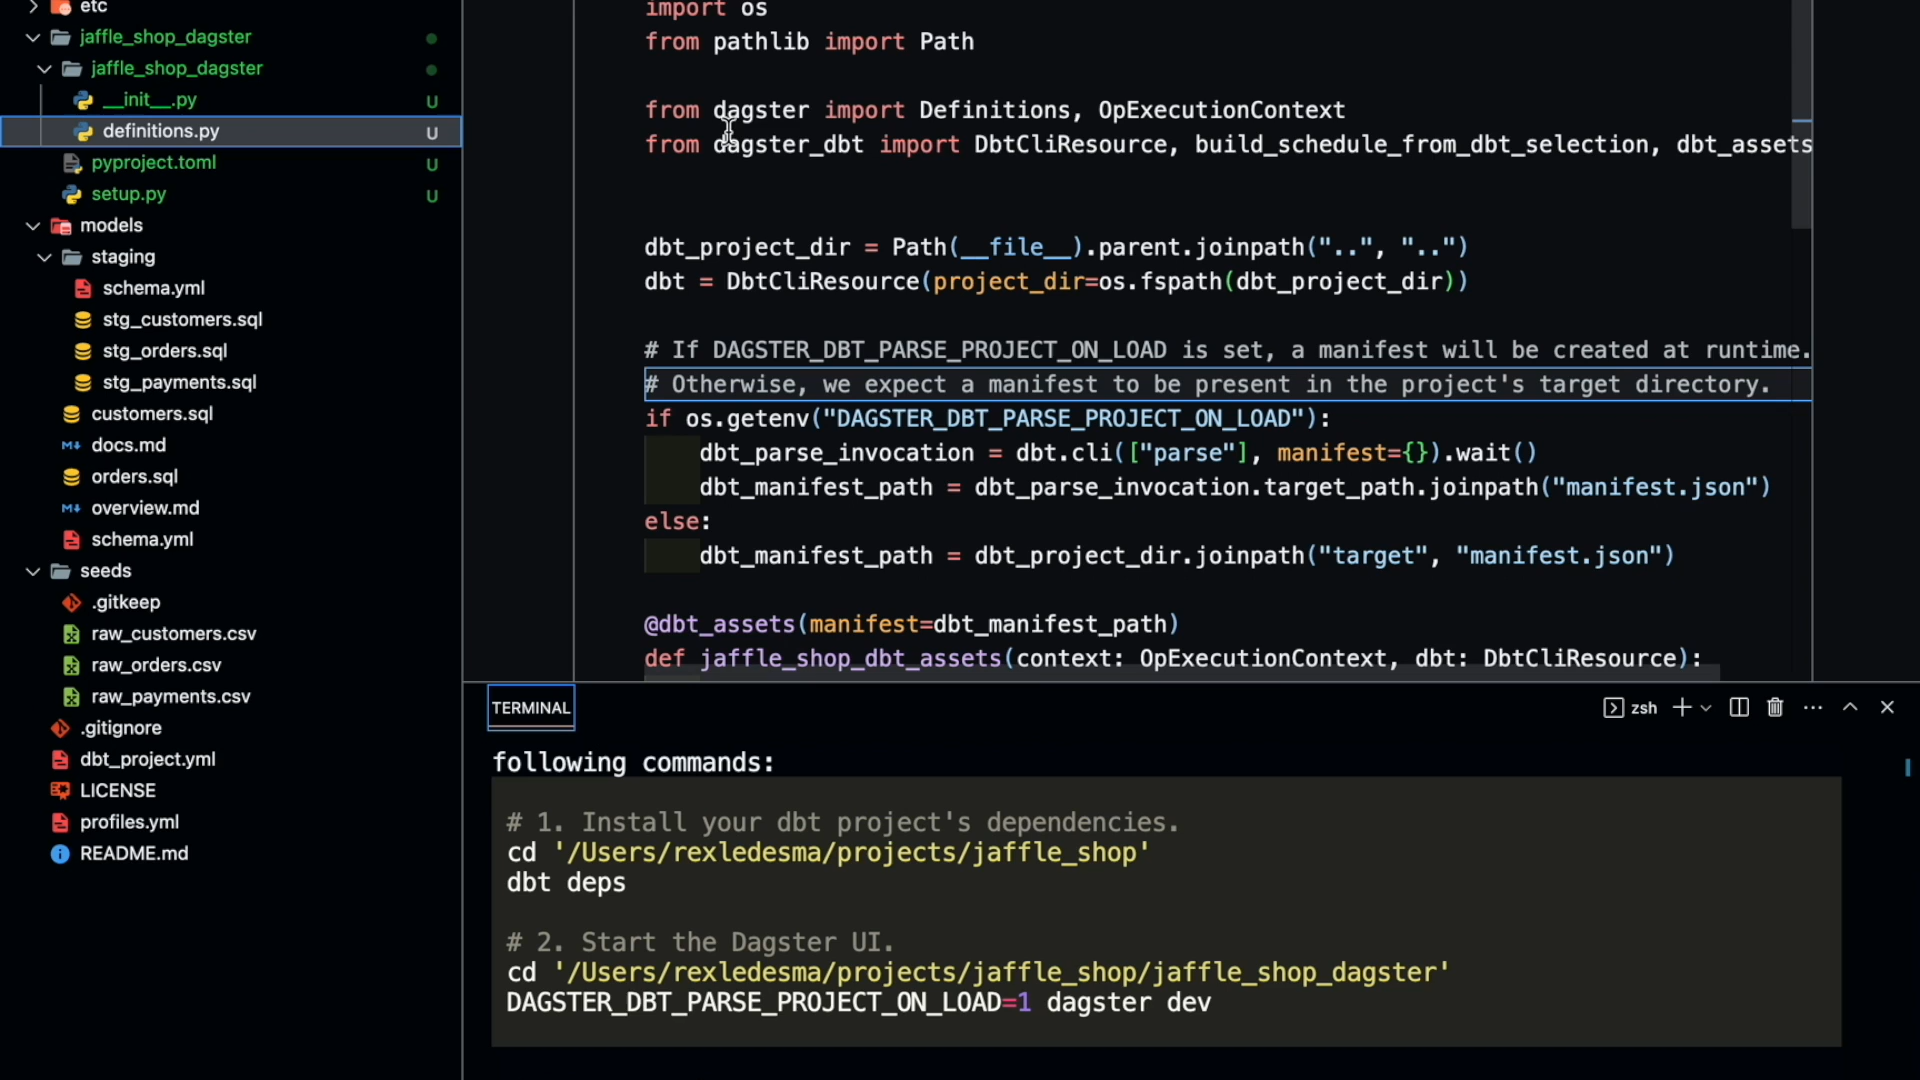 etc
jaffle_shop_dagster
jaffle_shop_dagster
__init__.py U
definitions.py U
pyproject.toml U
setup.py U
models
staging
schema.yml
stg_customers.sql
stg_orders.sql
stg_payments.sql
customers.sql
docs.md
orders.sql
overview.md
schema.yml
seeds
.gitkeep
raw_customers.csv
raw_orders.csv
raw_payments.csv
.gitignore
dbt_project.yml
LICENSE
profiles.yml
README.md
import os
from pathlib import Path
from dagster import Definitions, OpExecutionContext
from dagster_dbt import DbtCliResource, build_schedule_from_dbt_selection, dbt_assets
dbt_project_dir = Path(__file__).parent.joinpath("..", "..")
dbt = DbtCliResource(project_dir=os.fspath(dbt_project_dir))
# If DAGSTER_DBT_PARSE_PROJECT_ON_LOAD is set, a manifest will be created at runtime.
# Otherwise, we expect a manifest to be present in the project's target directory.
if os.getenv("DAGSTER_DBT_PARSE_PROJECT_ON_LOAD"):
dbt_parse_invocation = dbt.cli(["parse"], manifest={}).wait()
dbt_manifest_path = dbt_parse_invocation.target_path.joinpath("manifest.json")
else:
dbt_manifest_path = dbt_project_dir.joinpath("target", "manifest.json")
@dbt_assets(manifest=dbt_manifest_path)
def jaffle_shop_dbt_assets(context: OpExecutionContext, dbt: DbtCliResource):
TERMINAL
zsh
following commands:
# 1. Install your dbt project's dependencies.
cd '/Users/rexledesma/projects/jaffle_shop'
dbt deps
# 2. Start the Dagster UI.
cd '/Users/rexledesma/projects/jaffle_shop/jaffle_shop_dagster'
DAGSTER_DBT_PARSE_PROJECT_ON_LOAD=1 dagster dev